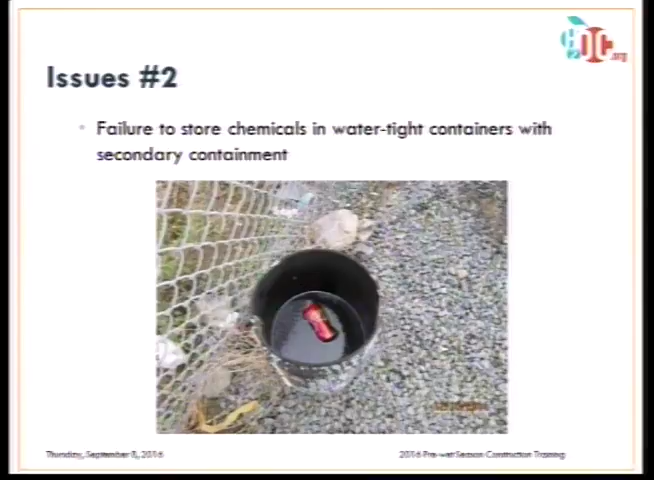 Issues #2
Failure to store chemicals in water-tight containers with
secondary containment
Thursday, September 8, 2016
2016 Pre-wet Season Construction Training